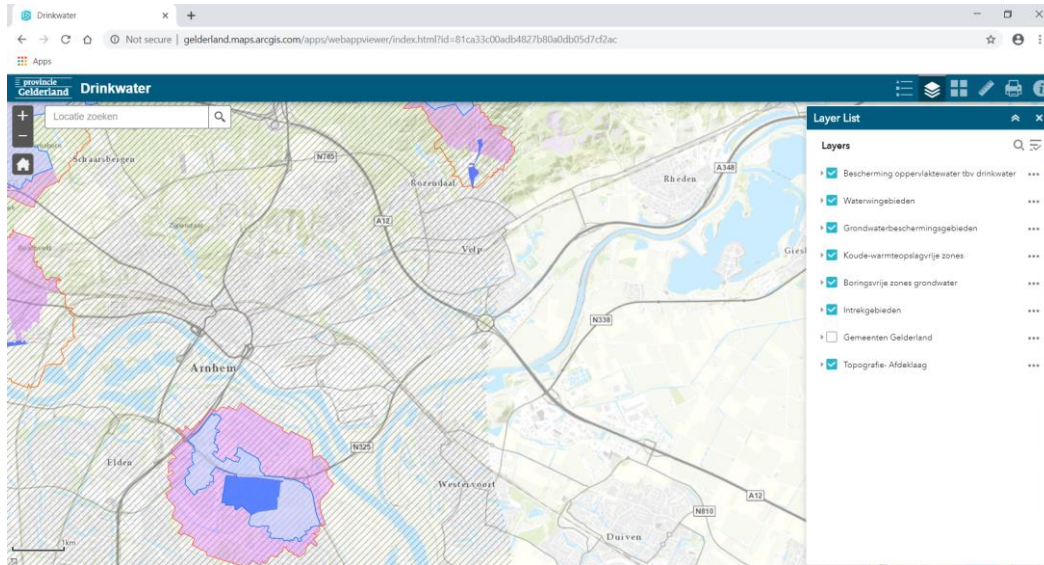 Drinkwater
Not secure | gelderland.maps.arcgis.com/apps/webappviewer/index.html?id=81ca33c00adb4827b80a0db05d7cf2ac
Apps
provincie
Gelderland
Drinkwater
Locatie zoeken
Layer List
Layers
Bescherming oppervlaktewater tbv drinkwater
Waterwingebieden
Grondwaterbeschermingsgebieden
Koude-warmteopslagvrije zones
Boringsvrije zones grondwater
Intrekgebieden
Gemeenten Gelderland
Topografie- Afdeklaag
Schaarsbergen
N785
A348
Rozendaal
Rheden
A12
Velp
Gies
N338
Arnhem
N325
Elden
Westervoort
A12
N810
Duiven
1km